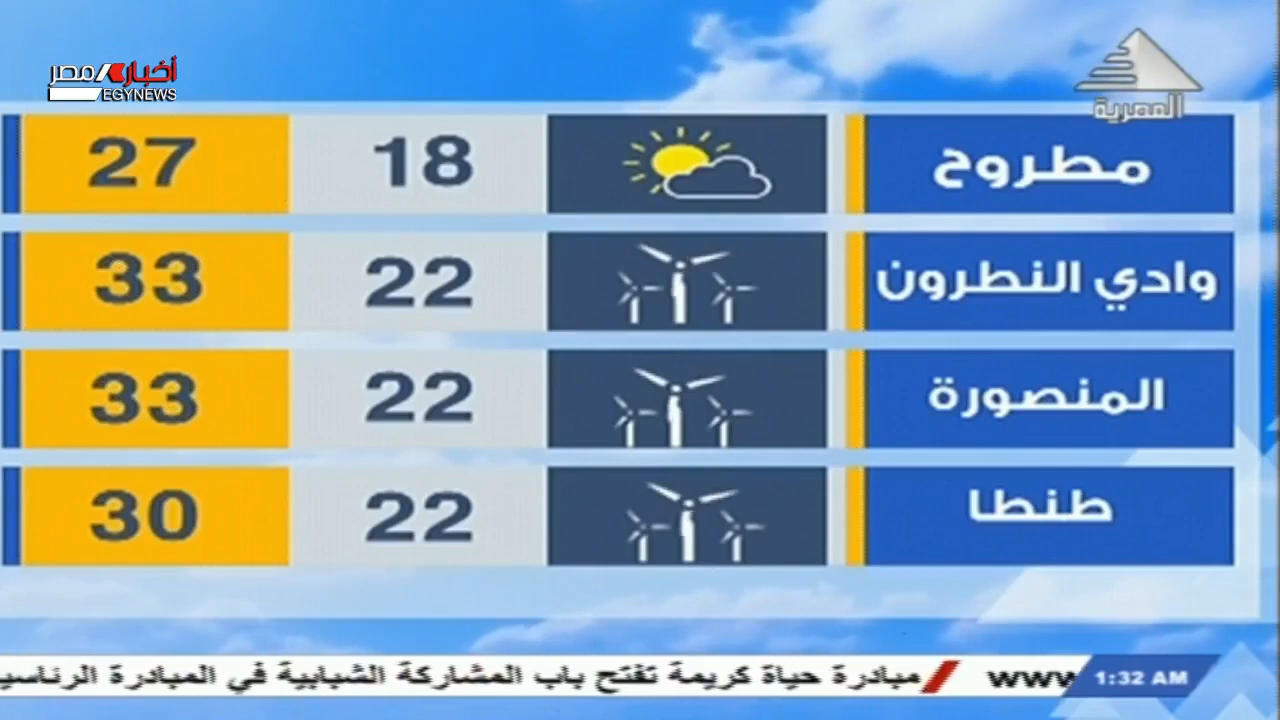 أخبار مصر
EGYNEWS
المصرية
مطروح 18 27
وادي النطرون 22 33
المنصورة 22 33
طنطا 22 30
1:32 AM www مبادرة حياة كريمة تفتح باب المشاركة الشبابية في المبادرة